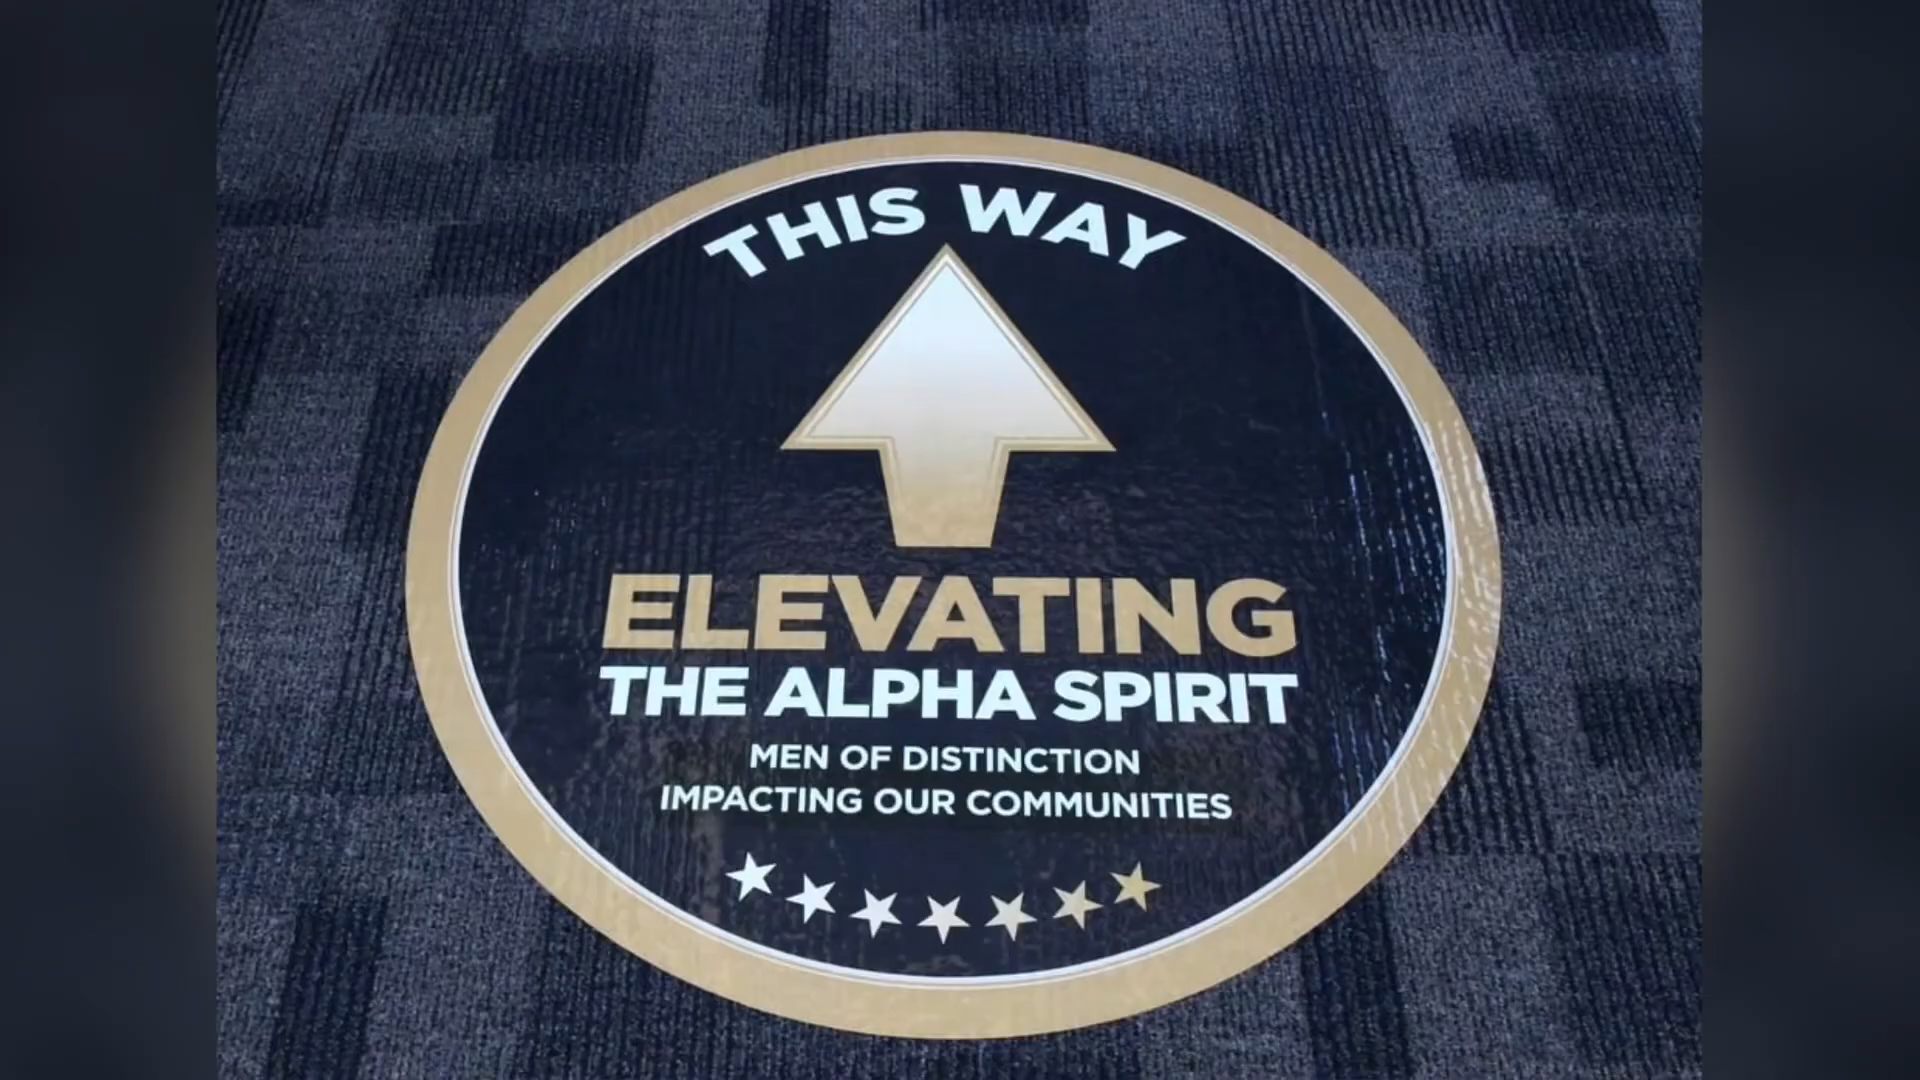 THIS WAY
ELEVATING
THE ALPHA SPIRIT
MEN OF DISTINCTION
IMPACTING OUR COMMUNITIES